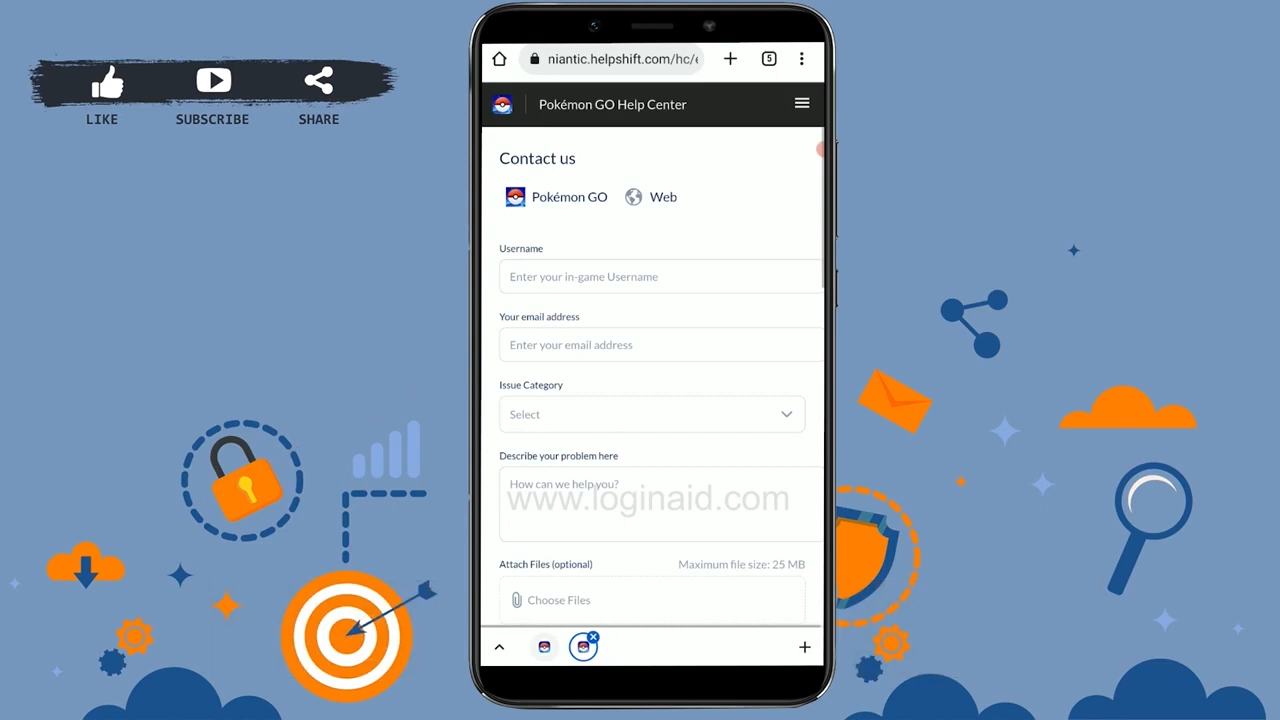 LIKE
SUBSCRIBE
SHARE
niantic.helpshift.com/hc/e
5
Pokémon GO Help Center
Contact us
Pokémon GO
Web
Username
Enter your in-game Username
Your email address
Enter your email address
Issue Category
Select
Describe your problem here
How can we help you?
www.loginaid.com
Attach Files (optional)
Maximum file size: 25 MB
Choose Files